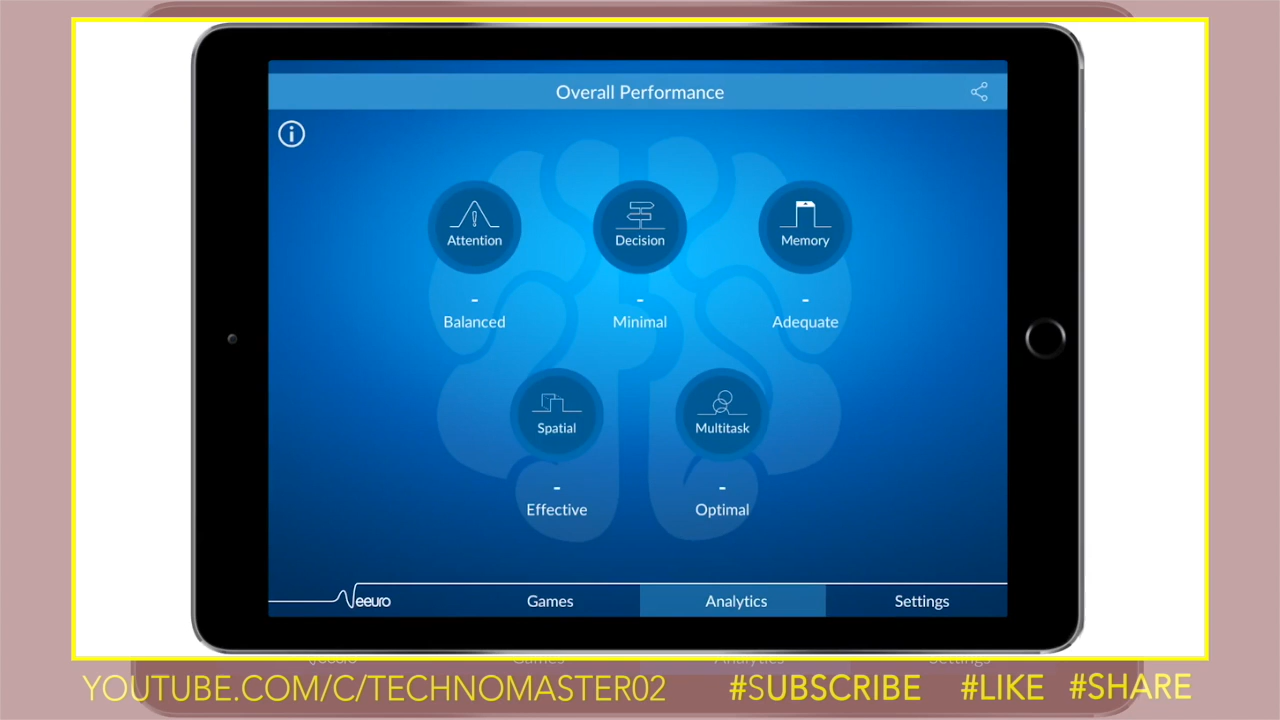 Overall Performance
Attention
Decision
Memory
-
-
-
Balanced
Minimal
Adequate
Spatial
Multitask
-
-
Effective
Optimal
Neeuro
Games
Analytics
Settings
YOUTUBE.COM/C/TECHNOMASTER02
#SUBSCRIBE
#LIKE
#SHARE